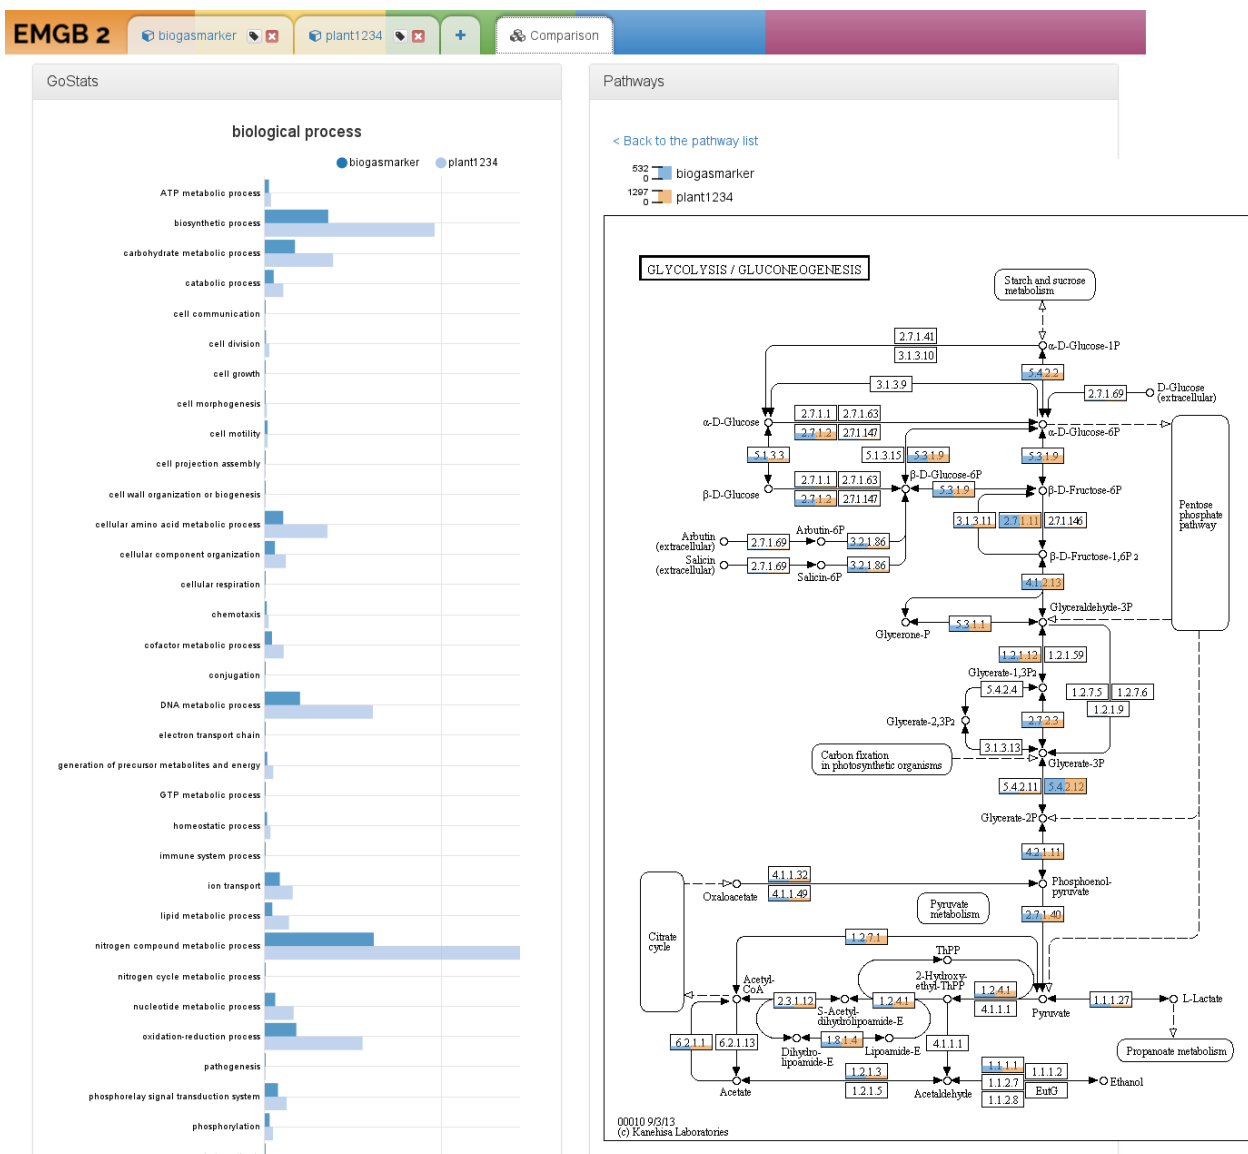 EMGB 2
biogasmarker
plant1234
+
Comparison
GoStats
biological process
biogasmarker
plant1234
ATP metabolic process
biosynthetic process
carbohydrate metabolic process
catabolic process
cell communication
cell division
cell growth
cell morphogenesis
cell motility
cell projection assembly
cell wall organization or biogenesis
cellular amino acid metabolic process
cellular component organization
cellular respiration
chemotaxis
cofactor metabolic process
conjugation
DNA metabolic process
electron transport chain
generation of precursor metabolites and energy
GTP metabolic process
homeostatic process
immune system process
ion transport
lipid metabolic process
nitrogen compound metabolic process
nitrogen cycle metabolic process
nucleotide metabolic process
oxidation-reduction process
pathogenesis
phosphorelay signal transduction system
phosphorylation
Pathways
< Back to the pathway list
532
0
biogasmarker
1297
0
plant1234
GLYCOLYSIS / GLUCONEOGENESIS
Starch and sucrose
metabolism
2.7.1.41
3.1.3.10
α-D-Glucose-1P
5.4.2.2
3.1.3.9
2.7.1.69
D-Glucose
(extracellular)
α-D-Glucose
2.7.1.1
2.7.1.63
2.7.1.2
2.7.1.147
α-D-Glucose-6P
5.1.3.3
5.1.3.15
5.3.1.9
5.3.1.9
β-D-Glucose
2.7.1.1
2.7.1.63
2.7.1.2
2.7.1.147
β-D-Glucose-6P
5.3.1.9
β-D-Fructose-6P
Pentose
phosphate
pathway
3.1.3.11
2.7.1.11
2.7.1.146
Arbutin
(extracellular)
2.7.1.69
Arbutin-6P
3.2.1.86
Salicin
(extracellular)
2.7.1.69
Salicin-6P
3.2.1.86
β-D-Fructose-1,6P2
4.1.2.13
Glyceraldehyde-3P
Glycerone-P
5.3.1.1
1.2.1.12
1.2.1.59
Glycerate-1,3P2
5.4.2.4
1.2.7.5
1.2.7.6
1.2.1.9
Glycerate-2,3P2
2.7.2.3
3.1.3.13
Carbon fixation
in photosynthetic organisms
Glycerate-3P
5.4.2.11
5.4.2.12
Glycerate-2P
4.2.1.11
4.1.1.32
Oxaloacetate
4.1.1.49
Phosphoenol-
pyruvate
Pyruvate
metabolism
2.7.1.40
Citrate
cycle
1.2.7.1
ThPP
Acetyl-
CoA
2-Hydroxy-
ethyl-ThPP
2.3.1.12
1.2.4.1
1.2.4.1
4.1.1.1
Pyruvate
1.1.1.27
L-Lactate
S-Acetyl-
dihydrolipoamide-E
6.2.1.1
6.2.1.13
Dihydro-
lipoamide-E
1.8.1.4
Lipoamide-E
4.1.1.1
Propanoate metabolism
1.2.1.3
1.2.1.5
Acetate
Acetaldehyde
1.1.1.1
1.1.1.2
1.1.2.7
1.1.2.8
EutG
Ethanol
00010 9/3/13
(c) Kanehisa Laboratories